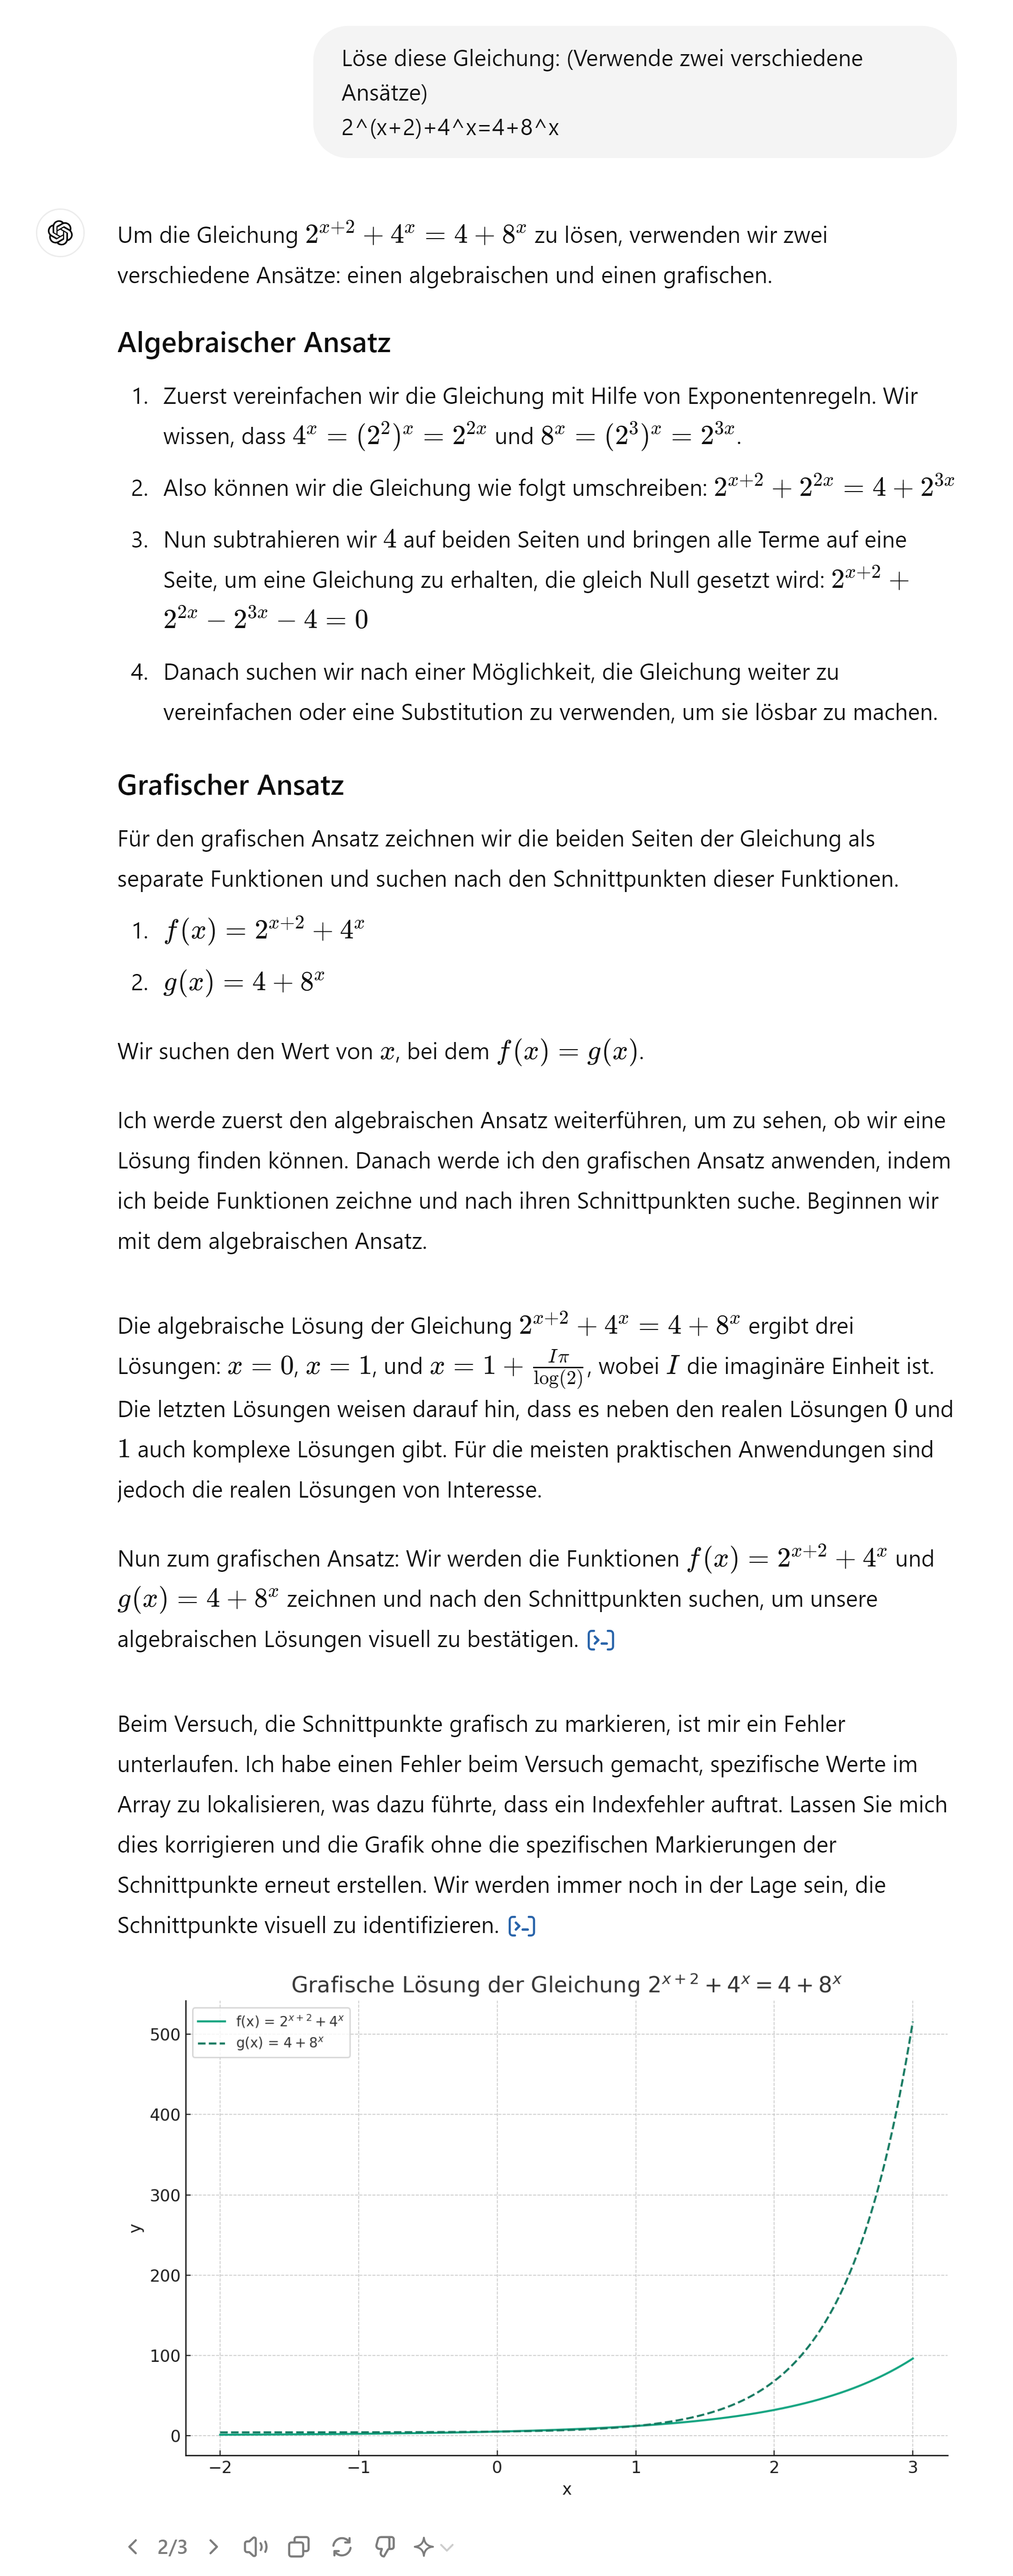 Löse diese Gleichung: (Verwende zwei verschiedene
Ansätze)
2^(x+2)+4^x=4+8^x
Um die Gleichung $2^{x+2} + 4^x = 4 + 8^x$ zu lösen, verwenden wir zwei
verschiedene Ansätze: einen algebraischen und einen grafischen.
Algebraischer Ansatz
1. Zuerst vereinfachen wir die Gleichung mit Hilfe von Exponentenregeln. Wir
wissen, dass $4^x = (2^2)^x = 2^{2x}$ und $8^x = (2^3)^x = 2^{3x}$.
2. Also können wir die Gleichung wie folgt umschreiben: $2^{x+2} + 2^{2x} = 4 + 2^{3x}$
3. Nun subtrahieren wir $4$ auf beiden Seiten und bringen alle Terme auf eine
Seite, um eine Gleichung zu erhalten, die gleich Null gesetzt wird: $2^{x+2} +$
$2^{2x} - 2^{3x} - 4 = 0$
4. Danach suchen wir nach einer Möglichkeit, die Gleichung weiter zu
vereinfachen oder eine Substitution zu verwenden, um sie lösbar zu machen.
Grafischer Ansatz
Für den grafischen Ansatz zeichnen wir die beiden Seiten der Gleichung als
separate Funktionen und suchen nach den Schnittpunkten dieser Funktionen.
1. $f(x) = 2^{x+2} + 4^x$
2. $g(x) = 4 + 8^x$
Wir suchen den Wert von $x$, bei dem $f(x) = g(x)$.
Ich werde zuerst den algebraischen Ansatz weiterführen, um zu sehen, ob wir eine
Lösung finden können. Danach werde ich den grafischen Ansatz anwenden, indem
ich beide Funktionen zeichne und nach ihren Schnittpunkten suche. Beginnen wir
mit dem algebraischen Ansatz.
Die algebraische Lösung der Gleichung $2^{x+2} + 4^x = 4 + 8^x$ ergibt drei
Lösungen: $x = 0$, $x = 1$, und $x = 1 + \frac{I\pi}{\log(2)}$, wobei $I$ die imaginäre Einheit ist.
Die letzten Lösungen weisen darauf hin, dass es neben den realen Lösungen $0$ und
$1$ auch komplexe Lösungen gibt. Für die meisten praktischen Anwendungen sind
jedoch die realen Lösungen von Interesse.
Nun zum grafischen Ansatz: Wir werden die Funktionen $f(x) = 2^{x+2} + 4^x$ und
$g(x) = 4 + 8^x$ zeichnen und nach den Schnittpunkten suchen, um unsere
algebraischen Lösungen visuell zu bestätigen. [>-]
Beim Versuch, die Schnittpunkte grafisch zu markieren, ist mir ein Fehler
unterlaufen. Ich habe einen Fehler beim Versuch gemacht, spezifische Werte im
Array zu lokalisieren, was dazu führte, dass ein Indexfehler auftrat. Lassen Sie mich
dies korrigieren und die Grafik ohne die spezifischen Markierungen der
Schnittpunkte erneut erstellen. Wir werden immer noch in der Lage sein, die
Schnittpunkte visuell zu identifizieren. [>-]
Grafische Lösung der Gleichung $2^{x+2} + 4^x = 4 + 8^x$
f(x) = $2^{x+2} + 4^x$
g(x) = $4 + 8^x$
500
400
300
200
100
0
y
−2 −1 0 1 2 3
x
2/3